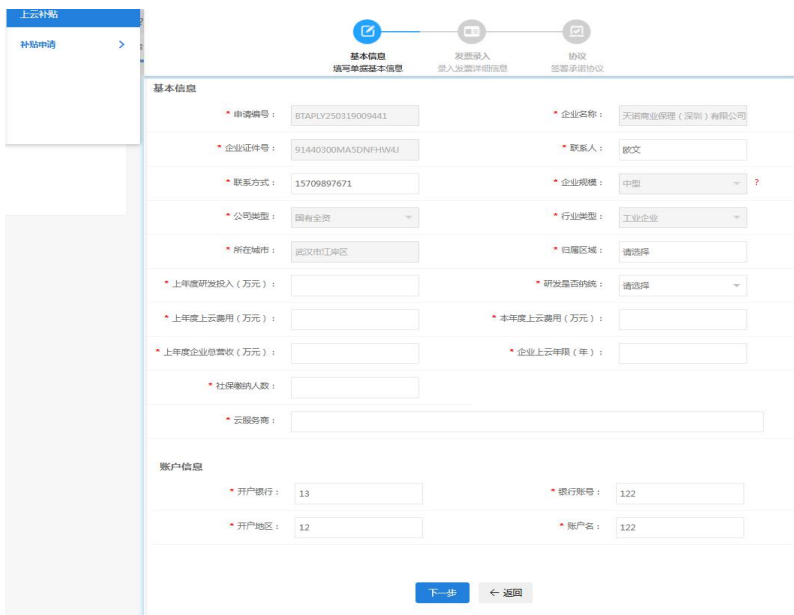 上云补贴
补贴申请 >
基本信息 发票录入 协议
填写单据基本信息 录入发票详细信息 签署承诺协议
基本信息
* 申请编号： BTAPLY250319009441 * 企业名称： 天诺商业保理（深圳）有限公司
* 企业证件号： 91440300MA5DNFHW4J * 联系人： 欧文
* 联系方式： 15709897671 * 企业规模： 中型 ?
* 公司类型： 国有全资 * 行业类型： 工业企业
* 所在城市： 武汉市江岸区 * 归属区域： 请选择
* 上年度研发投入（万元）： * 研发是否纳统： 请选择
* 上年度上云费用（万元）： * 本年度上云费用（万元）：
* 上年度企业总营收（万元）： * 企业上云年限（年）：
* 社保缴纳人数：
* 云服务商：
账户信息
* 开户银行： 13 * 银行账号： 122
* 开户地区： 12 * 账户名： 122
下一步 ← 返回